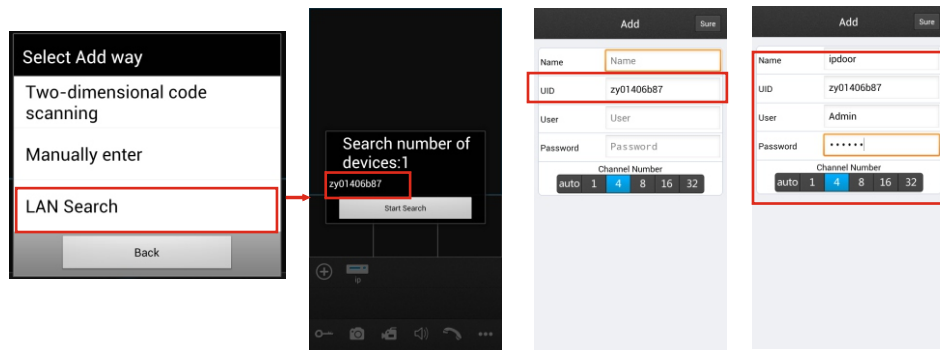 Select Add way
Two-dimensional code
scanning
Manually enter
LAN Search
Back
Search number of
devices:1
zy01406b87
Start Search
ip
Add
Sure
Name
Name
UID
zy01406b87
User
User
Password
Password
Channel Number
auto 1 4 8 16 32
Add
Sure
Name
ipdoor
UID
zy01406b87
User
Admin
Password
······
Channel Number
auto 1 4 8 16 32